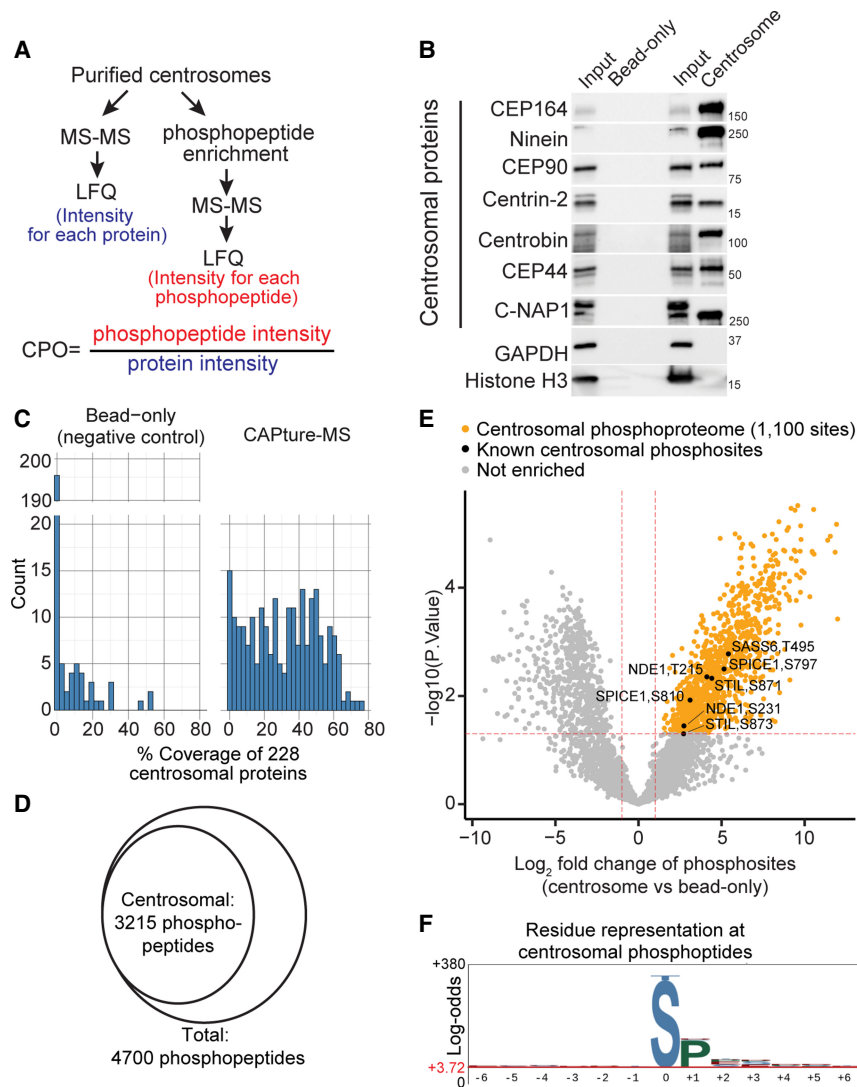 A
Purified centrosomes
MS-MS
phosphopeptide
enrichment
LFQ
(Intensity
for each protein)
MS-MS
LFQ
(Intensity for each
phosphopeptide)
CPO=
phosphopeptide intensity
protein intensity
B
Input
Bead-only
Input
Centrosome
Centrosomal proteins
CEP164
150
Ninein
250
CEP90
75
Centrin-2
15
Centrobin
100
CEP44
50
C-NAP1
250
GAPDH
37
Histone H3
15
C
Bead−only
(negative control)
CAPture-MS
Count
200
190
20
15
10
5
0
0 20 40 60 80
0 20 40 60 80
% Coverage of 228
centrosomal proteins
D
Centrosomal:
3215 phospho-
peptides
Total:
4700 phosphopeptides
E
Centrosomal phosphoproteome (1,100 sites)
Known centrosomal phosphosites
Not enriched
−log10(P.Value)
4
2
0
SASS6,T495
SPICE1,S797
NDE1,T215
STIL,S871
SPICE1,S810
NDE1,S231
STIL,S873
−10 −5 0 5 10
Log2 fold change of phosphosites
(centrosome vs bead-only)
F
Residue representation at
centrosomal phosphoptides
+380
Log-odds
+3.72
0
S
P
-6 -5 -4 -3 -2 -1 0 +1 +2 +3 +4 +5 +6